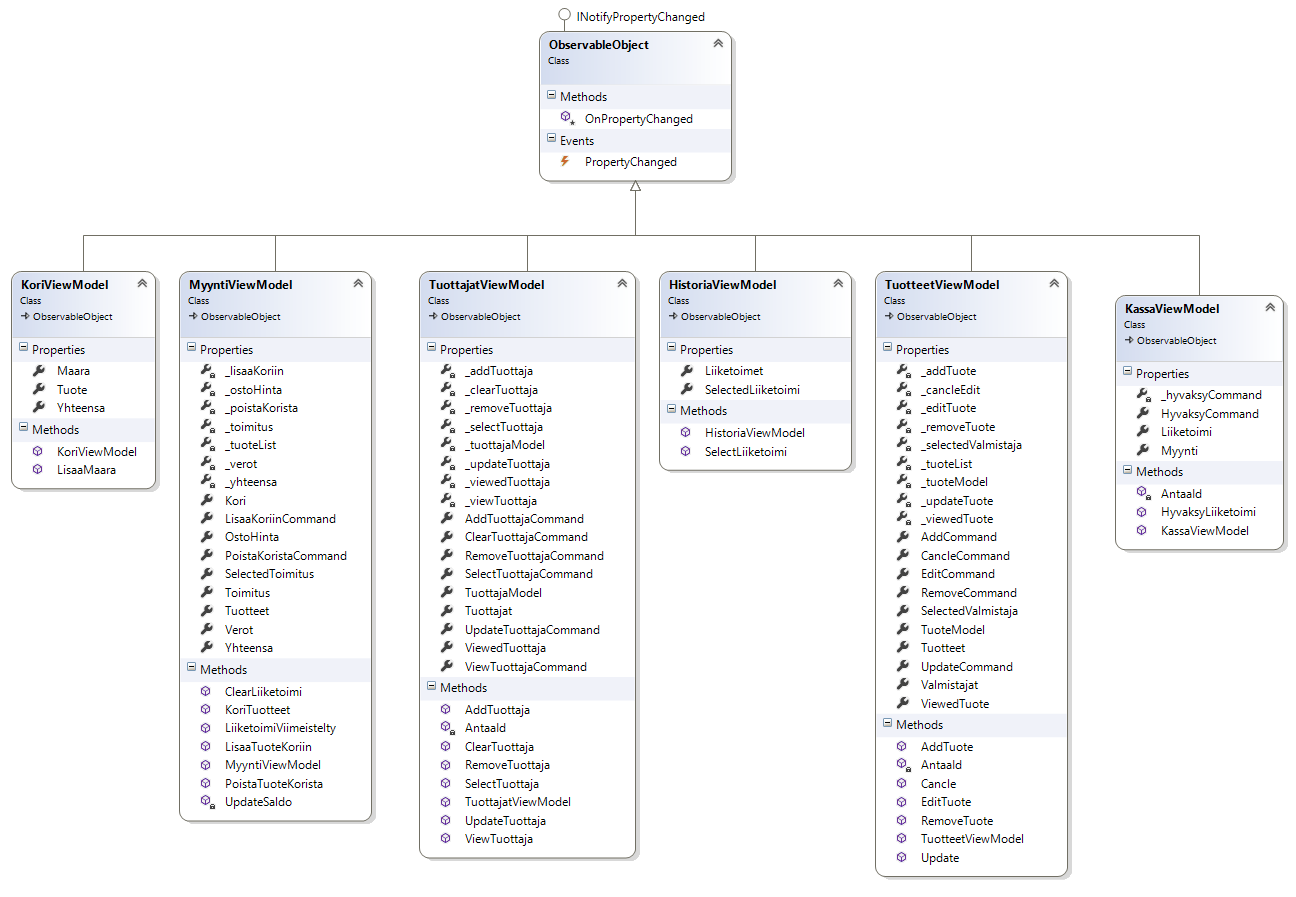 INotifyPropertyChanged
ObservableObject
Class
Methods
OnPropertyChanged
Events
PropertyChanged
KoriViewModel
Class
ObservableObject
Properties
Maara
Tuote
Yhteensa
Methods
KoriViewModel
LisaaMaara
MyyntiViewModel
Class
ObservableObject
Properties
_lisaaKoriin
_ostoHinta
_poistaKorista
_toimitus
_tuoteList
_verot
_yhteensa
Kori
LisaaKoriinCommand
OstoHinta
PoistaKoristaCommand
SelectedToimitus
Toimitus
Tuotteet
Verot
Yhteensa
Methods
ClearLiiketoimi
KoriTuotteet
LiiketoimiViimeistelty
LisaaTuoteKoriin
MyyntiViewModel
PoistaTuoteKorista
UpdateSaldo
TuottajatViewModel
Class
ObservableObject
Properties
_addTuottaja
_clearTuottaja
_removeTuottaja
_selectTuottaja
_tuottajaModel
_updateTuottaja
_viewedTuottaja
_viewTuottaja
AddTuottajaCommand
ClearTuottajaCommand
RemoveTuottajaCommand
SelectTuottajaCommand
TuottajaModel
Tuottajat
UpdateTuottajaCommand
ViewedTuottaja
ViewTuottajaCommand
Methods
AddTuottaja
AntaaId
ClearTuottaja
RemoveTuottaja
SelectTuottaja
TuottajatViewModel
UpdateTuottaja
ViewTuottaja
HistoriaViewModel
Class
ObservableObject
Properties
Liiketoimet
SelectedLiiketoimi
Methods
HistoriaViewModel
SelectLiiketoimi
TuotteetViewModel
Class
ObservableObject
Properties
_addTuote
_cancleEdit
_editTuote
_removeTuote
_selectedValmistaja
_tuoteList
_tuoteModel
_updateTuote
_viewedTuote
AddCommand
CancleCommand
EditCommand
RemoveCommand
SelectedValmistaja
TuoteModel
Tuotteet
UpdateCommand
Valmistajat
ViewedTuote
Methods
AddTuote
AntaaId
Cancle
EditTuote
RemoveTuote
TuotteetViewModel
Update
KassaViewModel
Class
ObservableObject
Properties
_hyvaksyCommand
HyvaksyCommand
Liiketoimi
Myynti
Methods
AntaaId
HyvaksyLiiketoimi
KassaViewModel